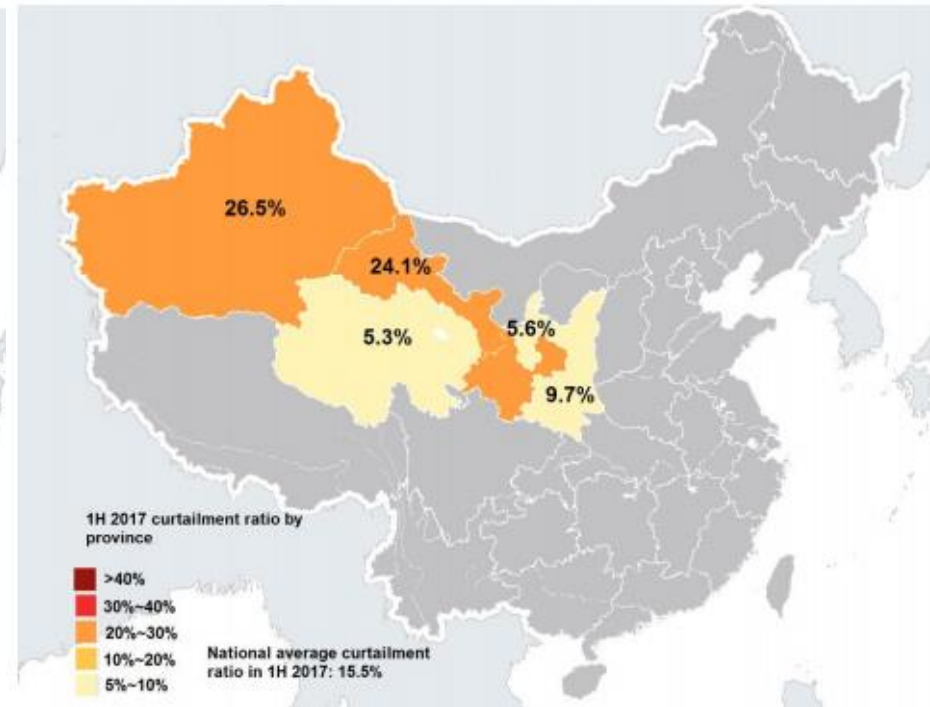 26.5%
24.1%
5.3%
5.6%
9.7%
1H 2017 curtailment ratio by
province
>40%
30%~40%
20%~30%
10%~20%
5%~10%
National average curtailment
ratio in 1H 2017: 15.5%